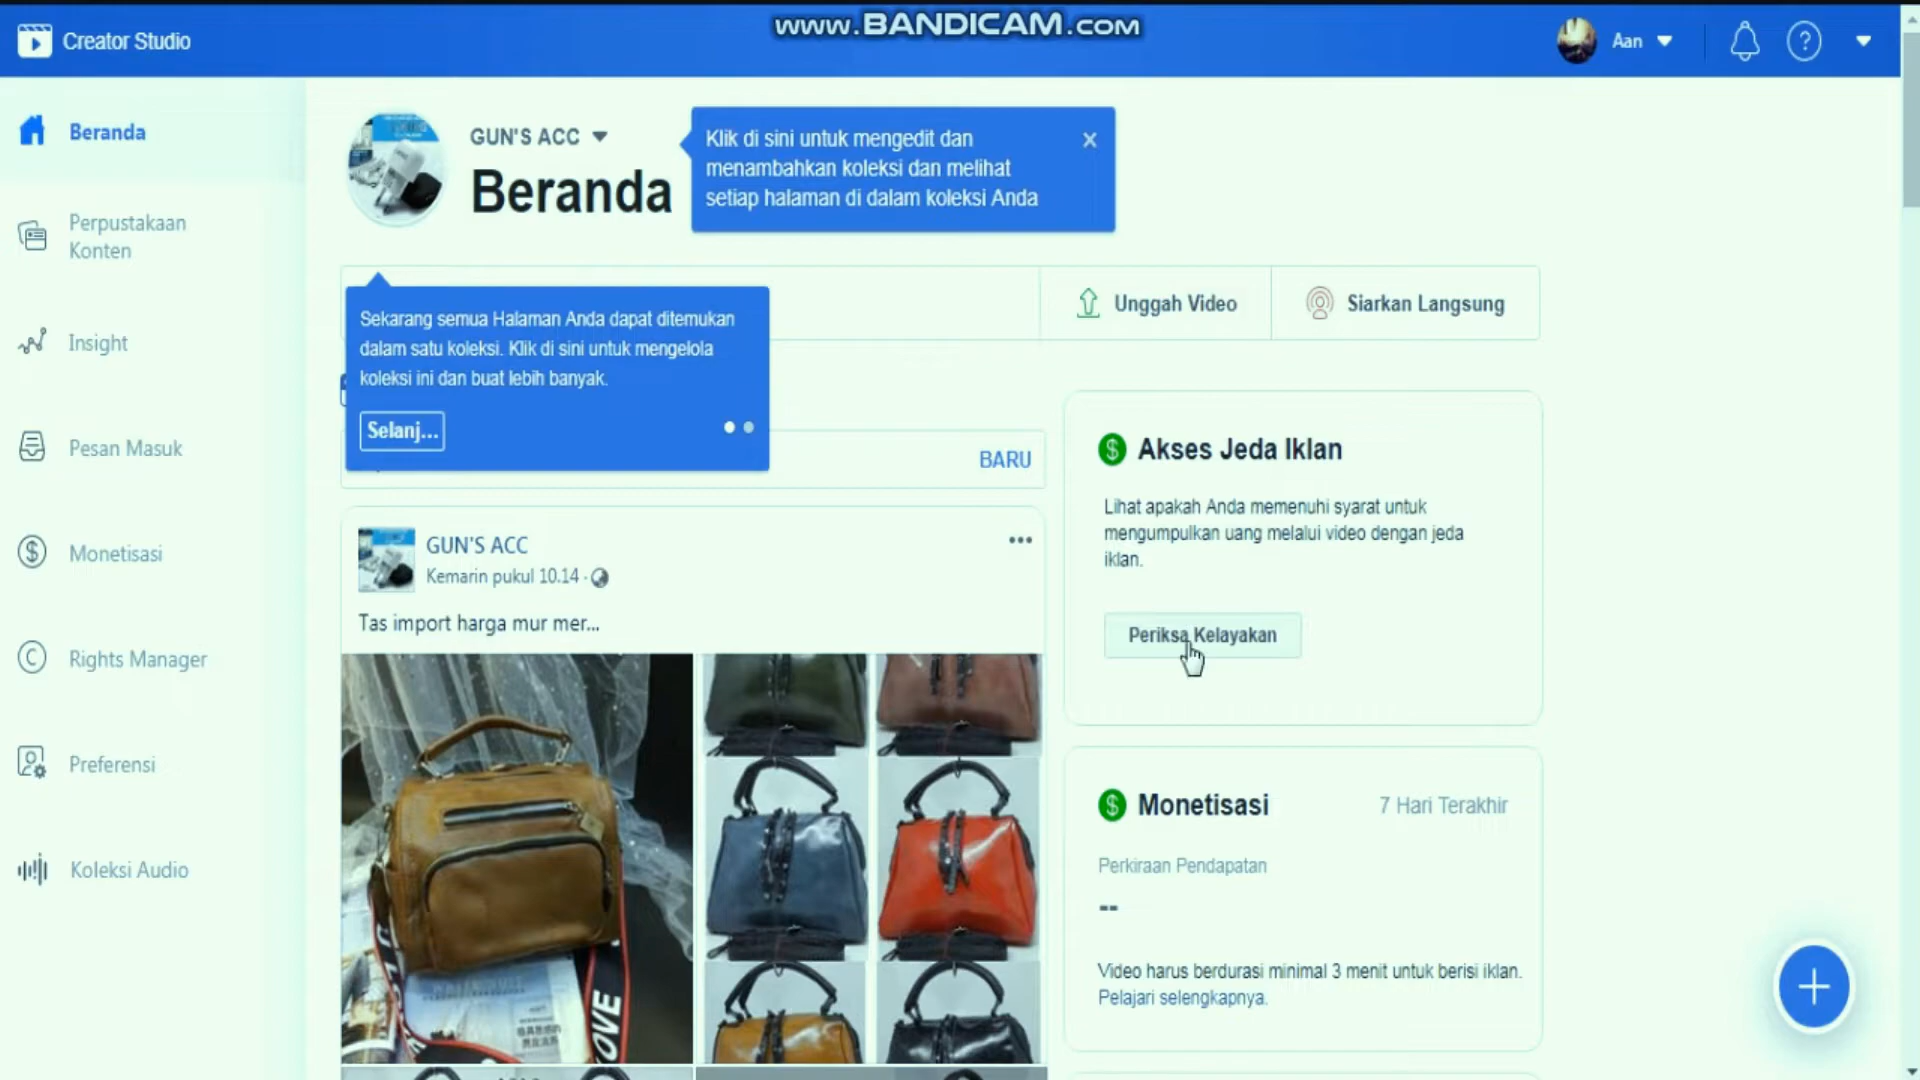 www.BANDICAM.com
Creator Studio
Aan
?
Beranda
Perpustakaan
Konten
Insight
Pesan Masuk
Monetisasi
Rights Manager
Preferensi
Koleksi Audio
GUN'S ACC
Beranda
Klik di sini untuk mengedit dan
menambahkan koleksi dan melihat
setiap halaman di dalam koleksi Anda
X
Sekarang semua Halaman Anda dapat ditemukan
dalam satu koleksi. Klik di sini untuk mengelola
koleksi ini dan buat lebih banyak.
Selanj...
Unggah Video
Siarkan Langsung
BARU
GUN'S ACC
Kemarin pukul 10.14 ·
Tas import harga mur mer...
LOVE
$ Akses Jeda Iklan
Lihat apakah Anda memenuhi syarat untuk
mengumpulkan uang melalui video dengan jeda
iklan.
Periksa Kelayakan
$ Monetisasi
7 Hari Terakhir
Perkiraan Pendapatan
--
Video harus berdurasi minimal 3 menit untuk berisi iklan.
Pelajari selengkapnya.